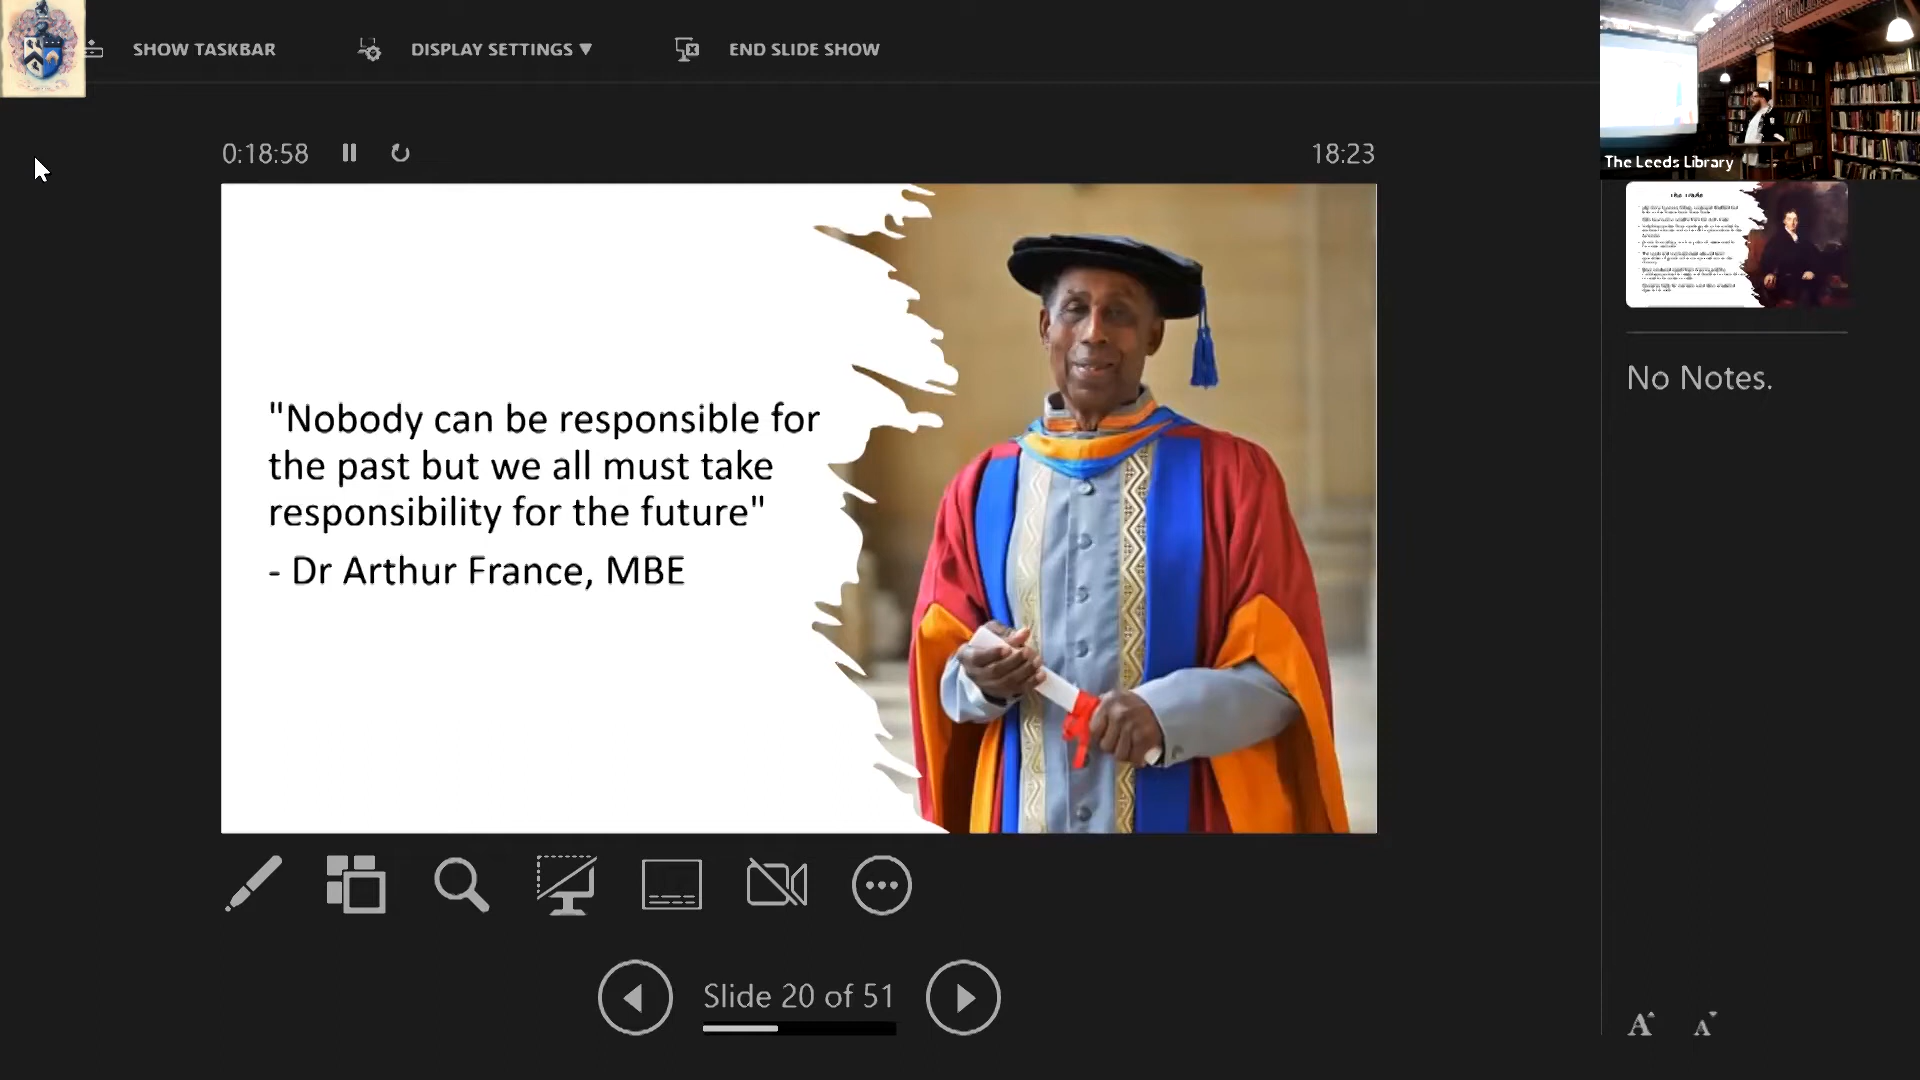 SHOW TASKBAR
DISPLAY SETTINGS ▼
END SLIDE SHOW
The Leeds Library
0:18:58
18:23
"Nobody can be responsible for
the past but we all must take
responsibility for the future"
- Dr Arthur France, MBE
The Trade
No Notes.
Slide 20 of 51
A
A